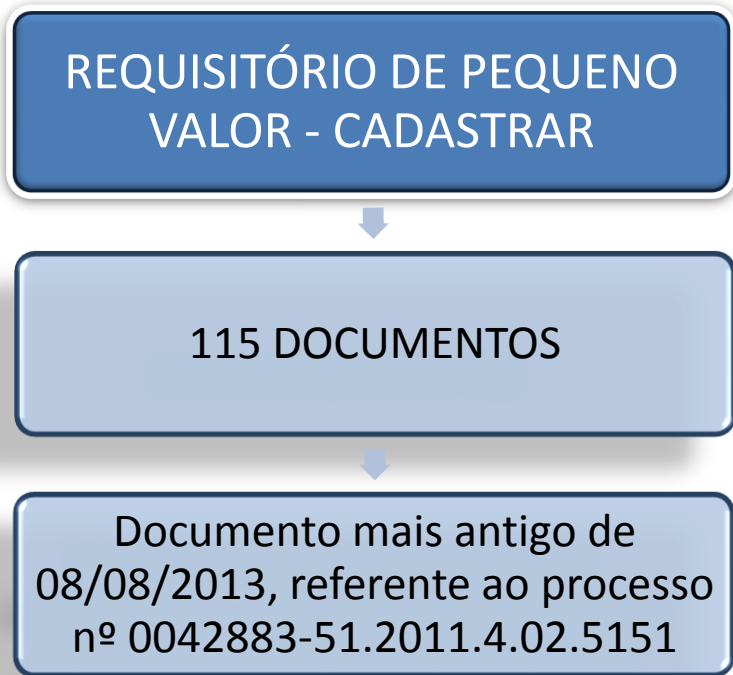 REQUISITÓRIO DE PEQUENO
VALOR - CADASTRAR
115 DOCUMENTOS
Documento mais antigo de
08/08/2013, referente ao processo
nº 0042883-51.2011.4.02.5151